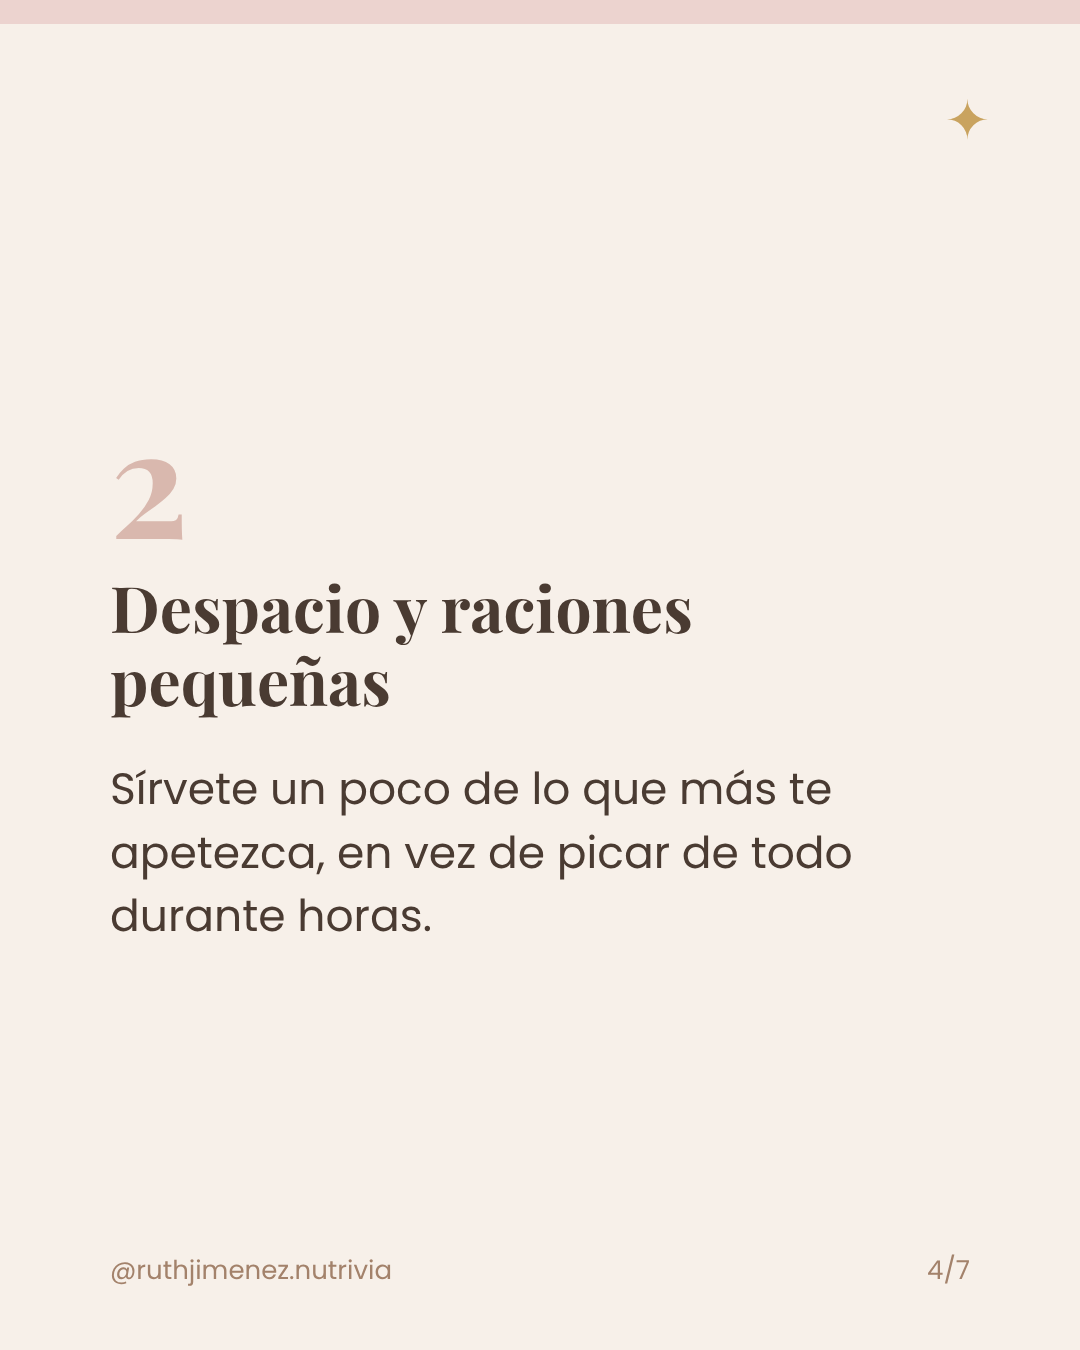 2
Despacio y raciones
pequeñas
Sírvete un poco de lo que más te
apetezca, en vez de picar de todo
durante horas.
@ruthjimenez.nutrivia
4/7